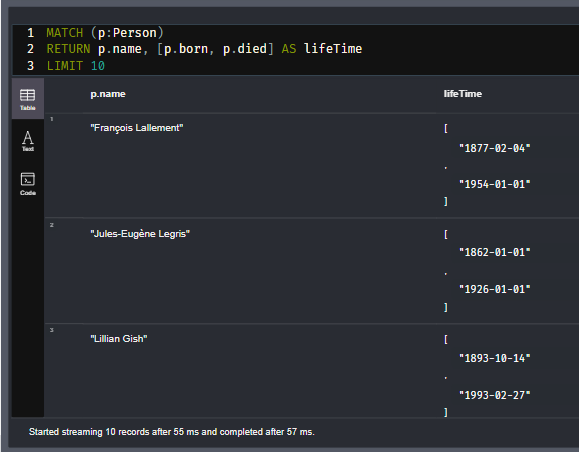 1 MATCH (p:Person)
2 RETURN p.name, [p.born, p.died] AS lifeTime
3 LIMIT 10
Table
Text
Code
p.name lifeTime
1
"François Lallement" [
"1877-02-04"
,
"1954-01-01"
]
2
"Jules-Eugène Legris" [
"1862-01-01"
,
"1926-01-01"
]
3
"Lillian Gish" [
"1893-10-14"
,
"1993-02-27"
]
Started streaming 10 records after 55 ms and completed after 57 ms.